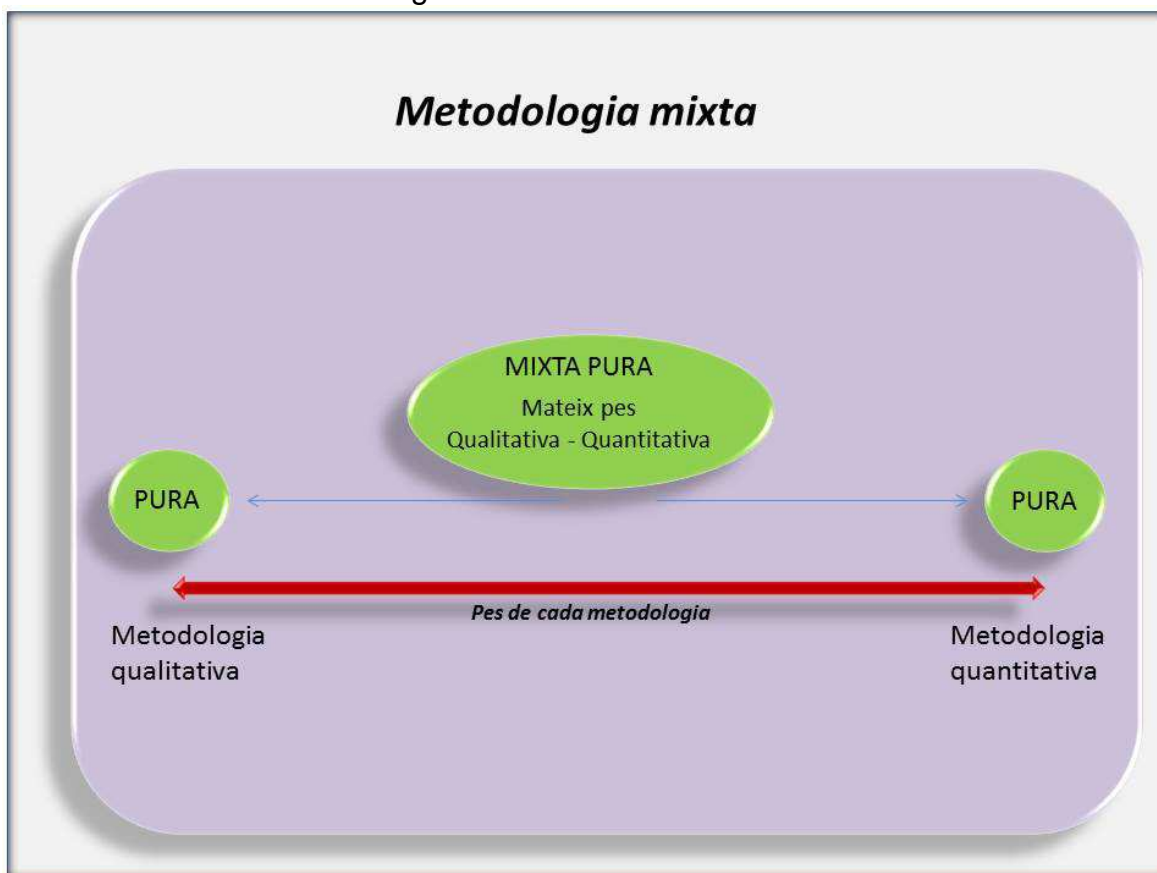 Metodologia mixta
MIXTA PURA
Mateix pes
Qualitativa - Quantitativa
PURA
PURA
Pes de cada metodologia
Metodologia
qualitativa
Metodologia
quantitativa